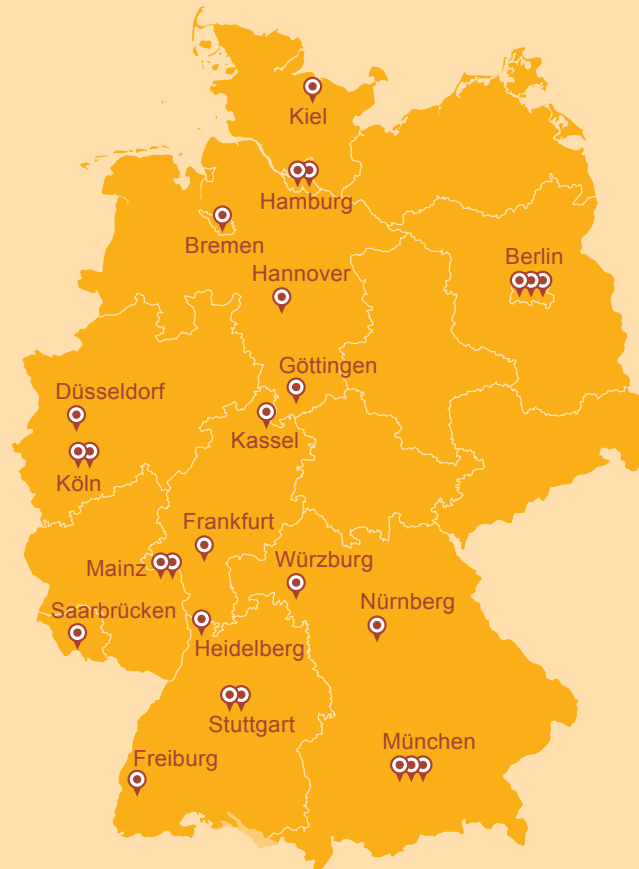 Kiel
Hamburg
Bremen
Berlin
Hannover
Göttingen
Düsseldorf
Kassel
Köln
Frankfurt
Mainz
Würzburg
Nürnberg
Saarbrücken
Heidelberg
Stuttgart
München
Freiburg